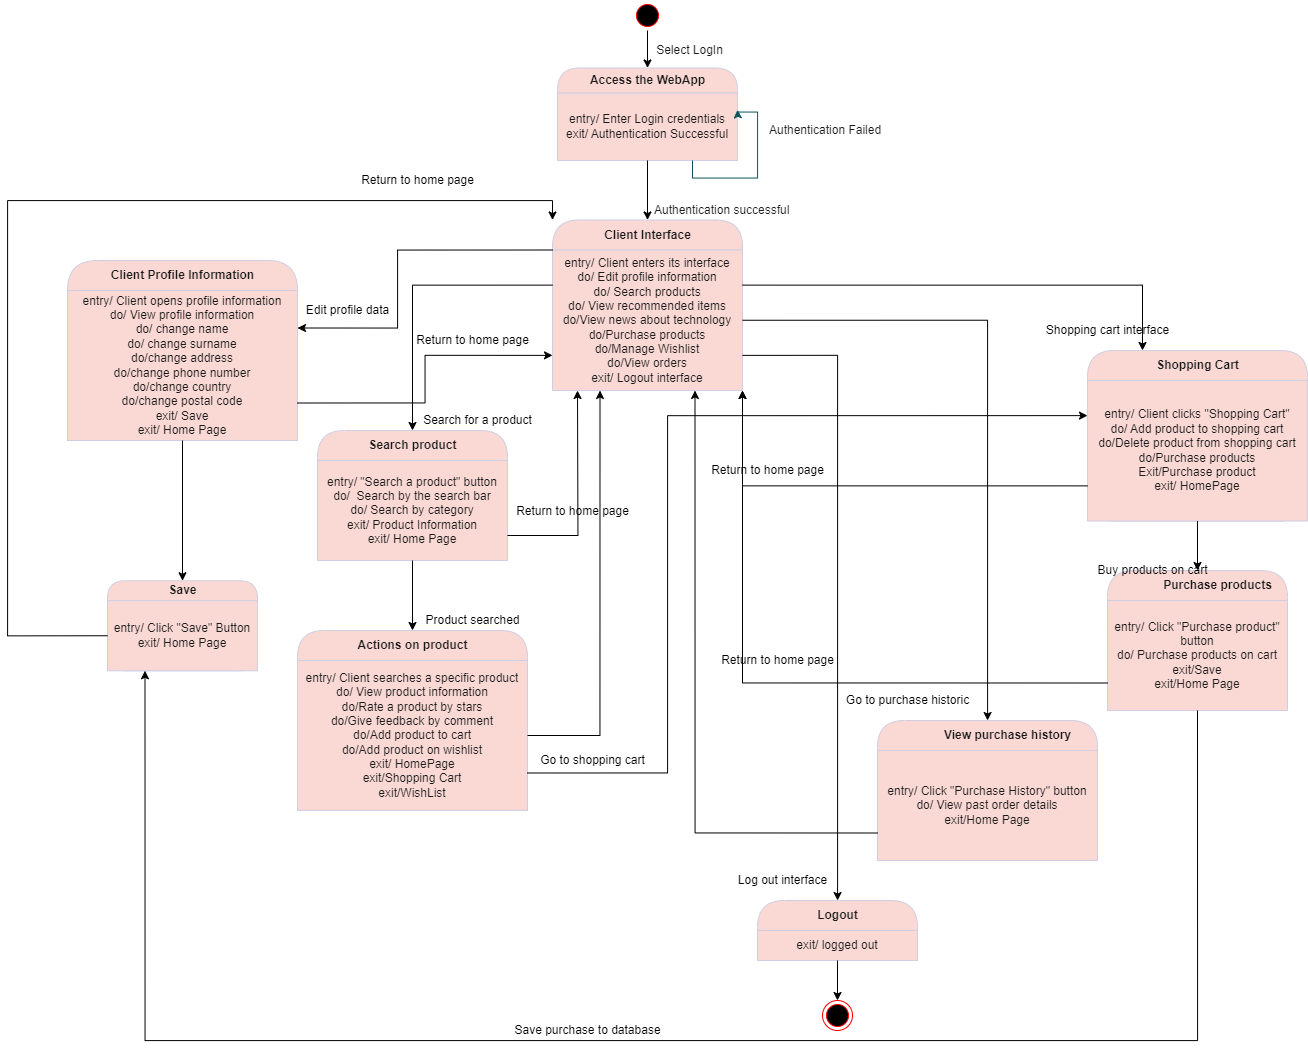 Select LogIn
Access the WebApp
entry/ Enter Login credentials
exit/ Authentication Successful
Authentication Failed
Return to home page
Authentication successful
Client Interface
entry/ Client enters its interface
do/ Edit profile information
do/ Search products
do/ View recommended items
do/View news about technology
do/Purchase products
do/Manage Wishlist
do/View orders
exit/ Logout interface
Client Profile Information
entry/ Client opens profile information
do/ View profile information
do/ change name
do/ change surname
do/change address
do/change phone number
do/change country
do/change postal code
exit/ Save
exit/ Home Page
Edit profile data
Return to home page
Shopping cart interface
Shopping Cart
entry/ Client clicks "Shopping Cart"
do/ Add product to shopping cart
do/Delete product from shopping cart
do/Purchase products
Exit/Purchase product
exit/ HomePage
Search for a product
Search product
entry/ "Search a product" button
do/  Search by the search bar
do/ Search by category
exit/ Product Information
exit/ Home Page
Return to home page
Return to home page
Buy products on cart
Purchase products
entry/ Click "Purchase product"
button
do/ Purchase products on cart
exit/Save
exit/Home Page
Save
entry/ Click "Save" Button
exit/ Home Page
Product searched
Actions on product
entry/ Client searches a specific product
do/ View product information
do/Rate a product by stars
do/Give feedback by comment
do/Add product to cart
do/Add product on wishlist
exit/ HomePage
exit/Shopping Cart
exit/WishList
Return to home page
Go to purchase historic
Go to shopping cart
View purchase history
entry/ Click "Purchase History" button
do/ View past order details
exit/Home Page
Log out interface
Logout
exit/ logged out
Save purchase to database